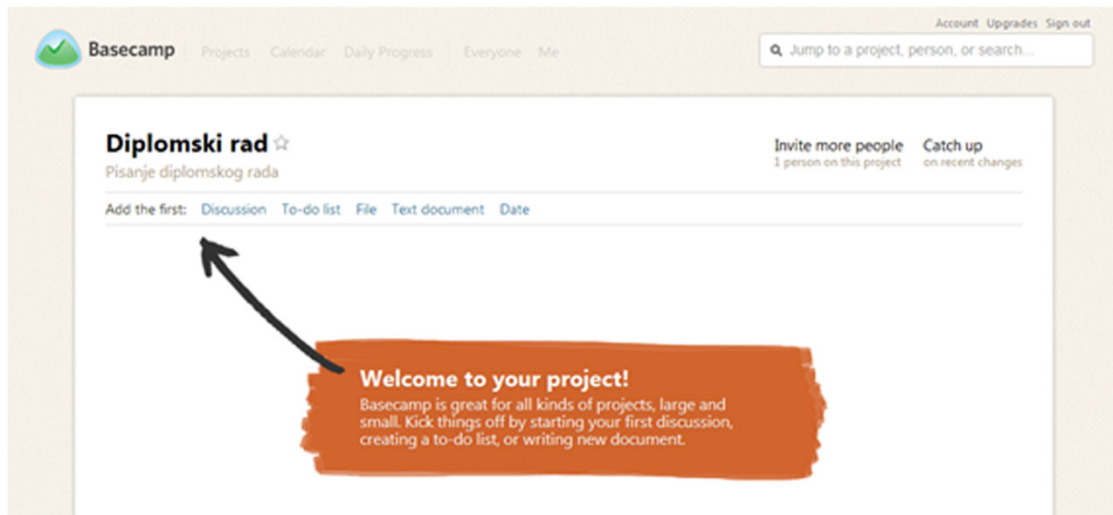 Account Upgrades Sign out
Basecamp Projects Calendar Daily Progress Everyone Me
Jump to a project, person, or search...
Diplomski rad
Pisanje diplomskog rada
Invite more people Catch up
1 person on this project on recent changes
Add the first: Discussion To-do list File Text document Date
Welcome to your project!
Basecamp is great for all kinds of projects, large and
small. Kick things off by starting your first discussion,
creating a to-do list, or writing new document.